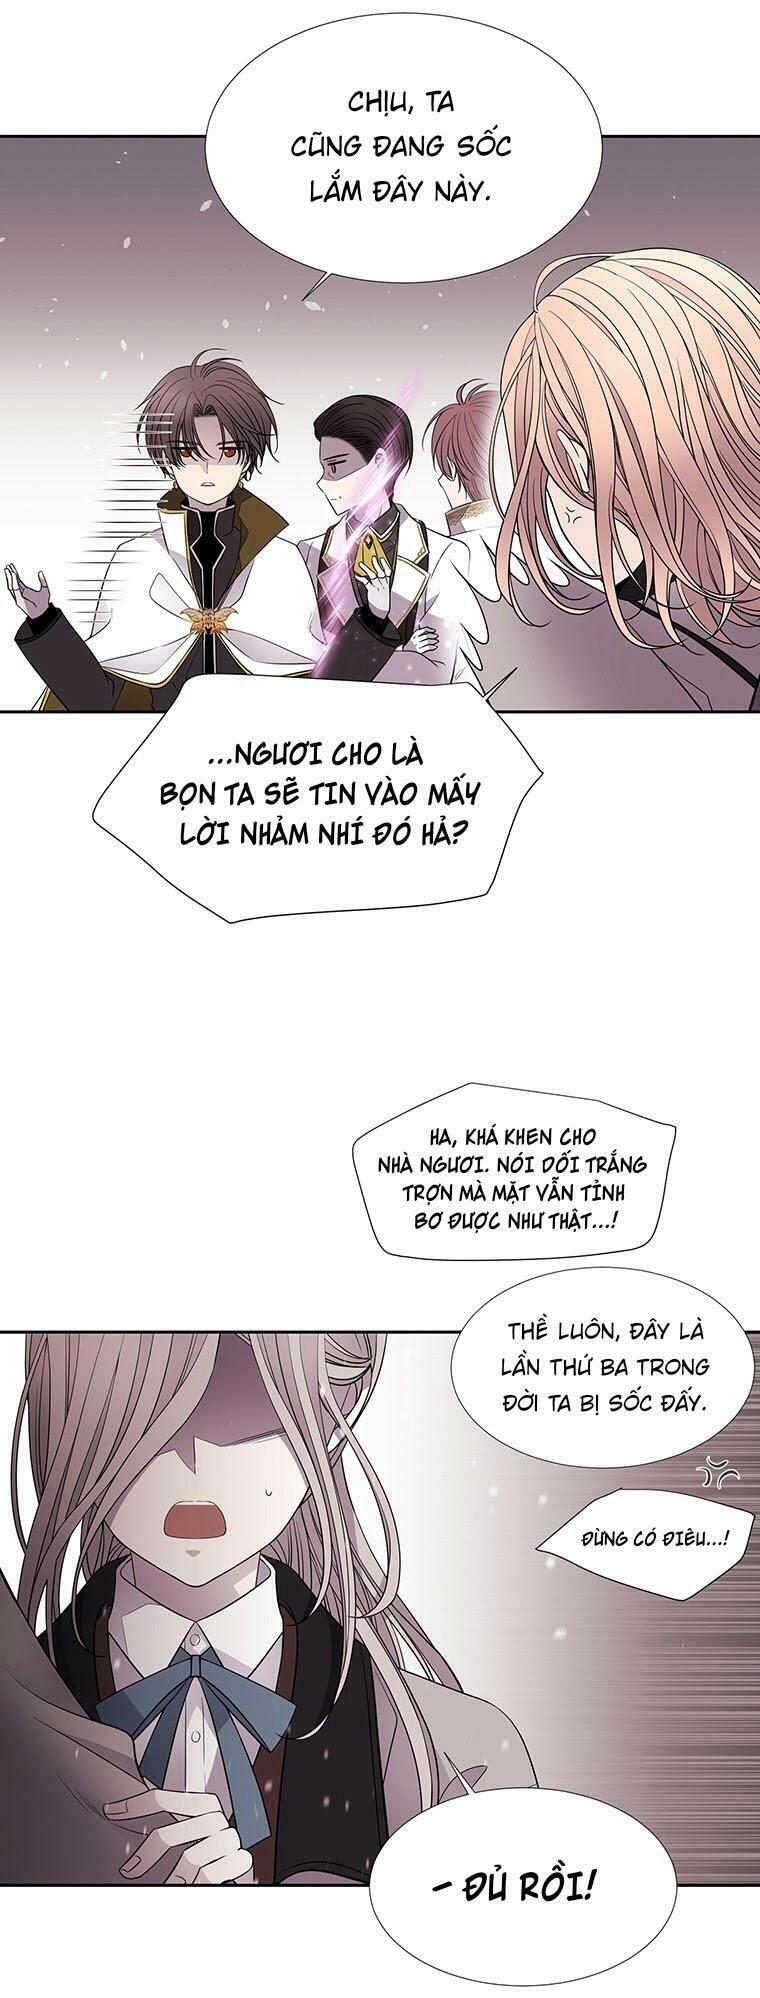 CHỊU, TA
CŨNG ĐANG SỐC
LẮM ĐÂY NÀY.
...NGƯƠI CHO LÀ
BỌN TA SẼ TIN VÀO MẤY
LỜI NHẢM NHÍ ĐÓ HẢ?
HA, KHÁ KHEN CHO
NHÀ NGƯƠI. NÓI DỐI TRẮNG
TRỢN MÀ MẶT VẪN TỈNH
BƠ ĐƯỢC NHƯ THẬT...!
THỀ LUÔN, ĐÂY LÀ
LẦN THỨ BA TRONG
ĐỜI TA BỊ SỐC ĐẤY.
ĐỪNG CÓ ĐIÊU...!
- ĐỦ RỒI!